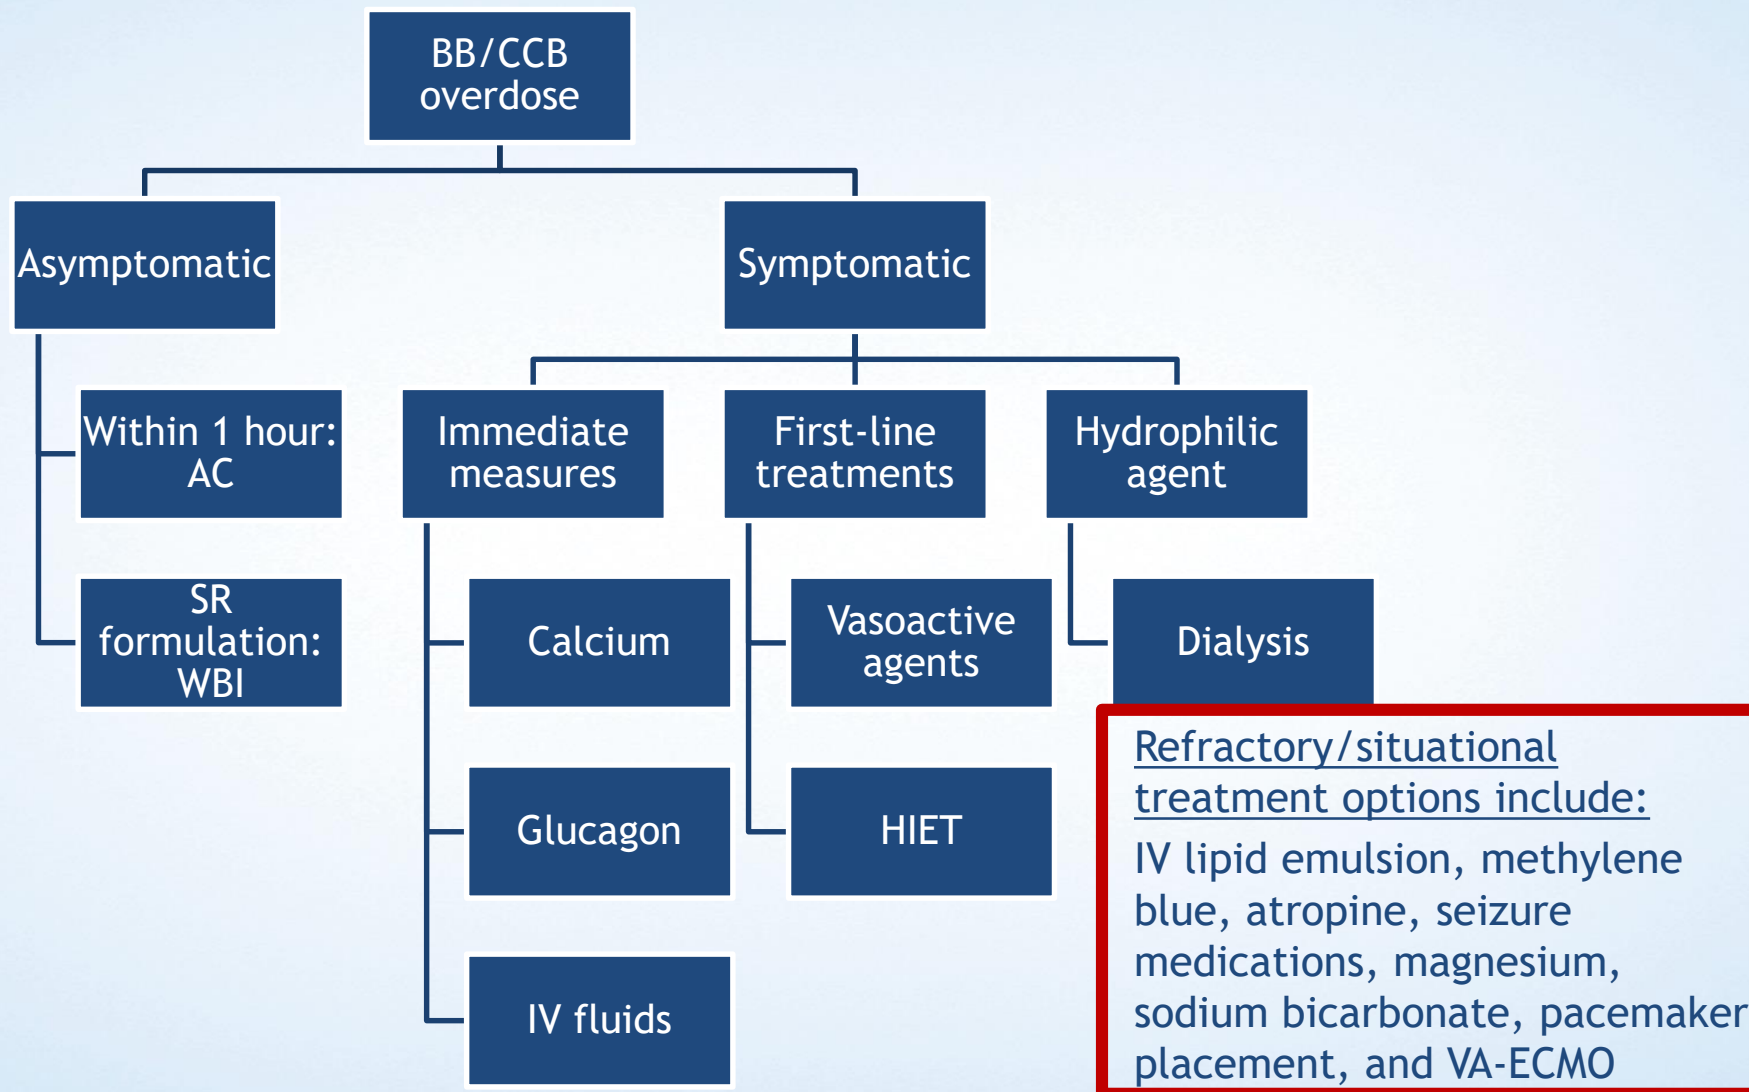 BB/CCB
overdose
Asymptomatic
Within 1 hour:
AC
SR
formulation:
WBI
Symptomatic
Immediate
measures
Calcium
Glucagon
IV fluids
First-line
treatments
Vasoactive
agents
HIET
Hydrophilic
agent
Dialysis
Refractory/situational
treatment options include:
IV lipid emulsion, methylene
blue, atropine, seizure
medications, magnesium,
sodium bicarbonate, pacemaker
placement, and VA-ECMO